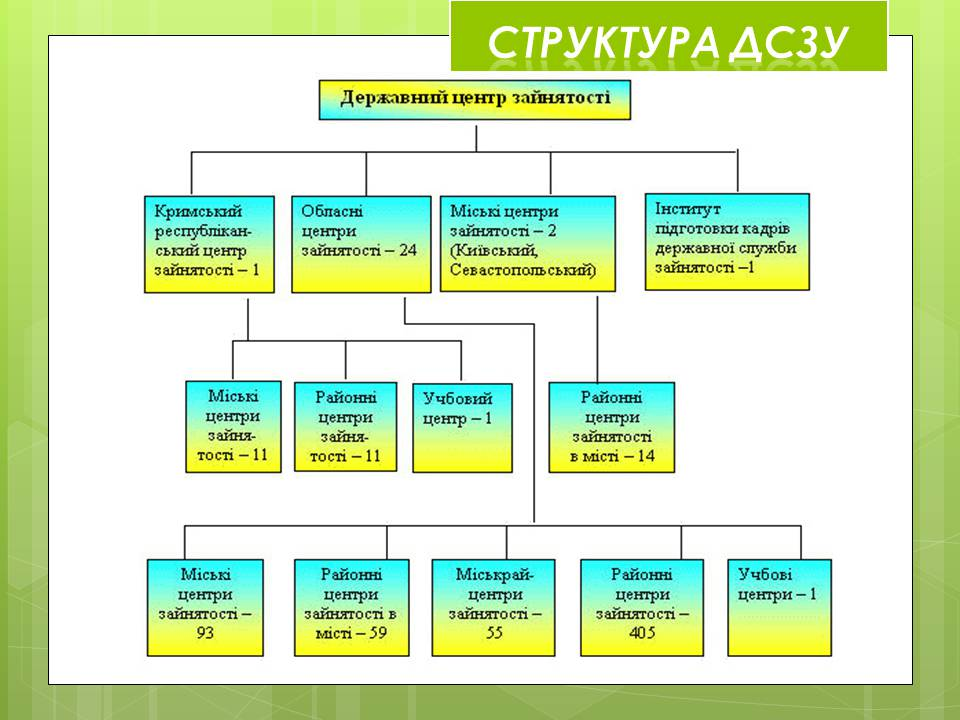 СТРУКТУРА ДСЗУ
Державний центр зайнятості
Кримський
республікан-
ський центр
зайнятості – 1
Обласні
центри
зайнятості – 24
Міські центри
зайнятості – 2
(Київський,
Севастопольський)
Інститут
підготовки кадрів
державної служби
зайнятості –1
Міські
центри
зайня-
тості – 11
Районні
центри
зайня-
тості – 11
Учбовий
центр – 1
Районні
центри
зайнятості
в місті – 14
Міські
центри
зайнятості –
93
Районні
центри
зайнятості в
місті – 59
Міськрай-
центри
зайнятості –
55
Районні
центри
зайнятості –
405
Учбові
центри – 1